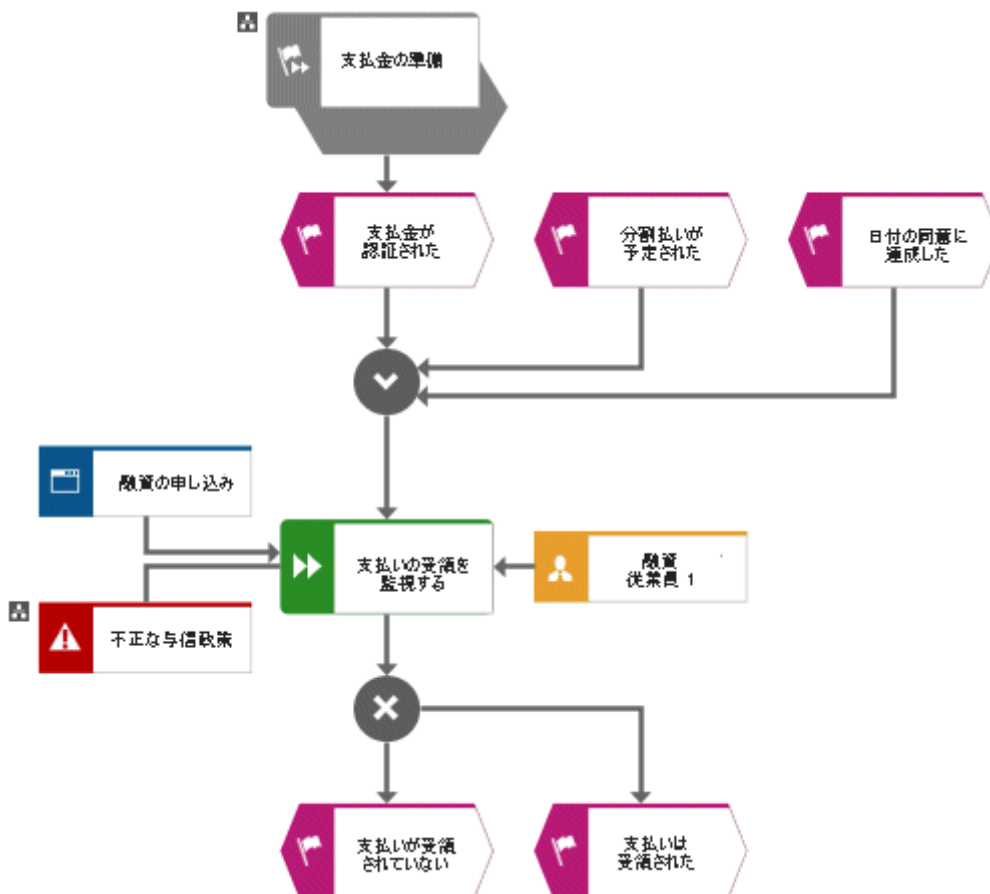 支払金の準備
支払金が
認証された
分割払いが
予定された
日付の同意に
達成した
融資の申し込み
支払いの受領を
監視する
融資
従業員 1
不正な与信政策
支払いが受領
されていない
支払いは
受領された